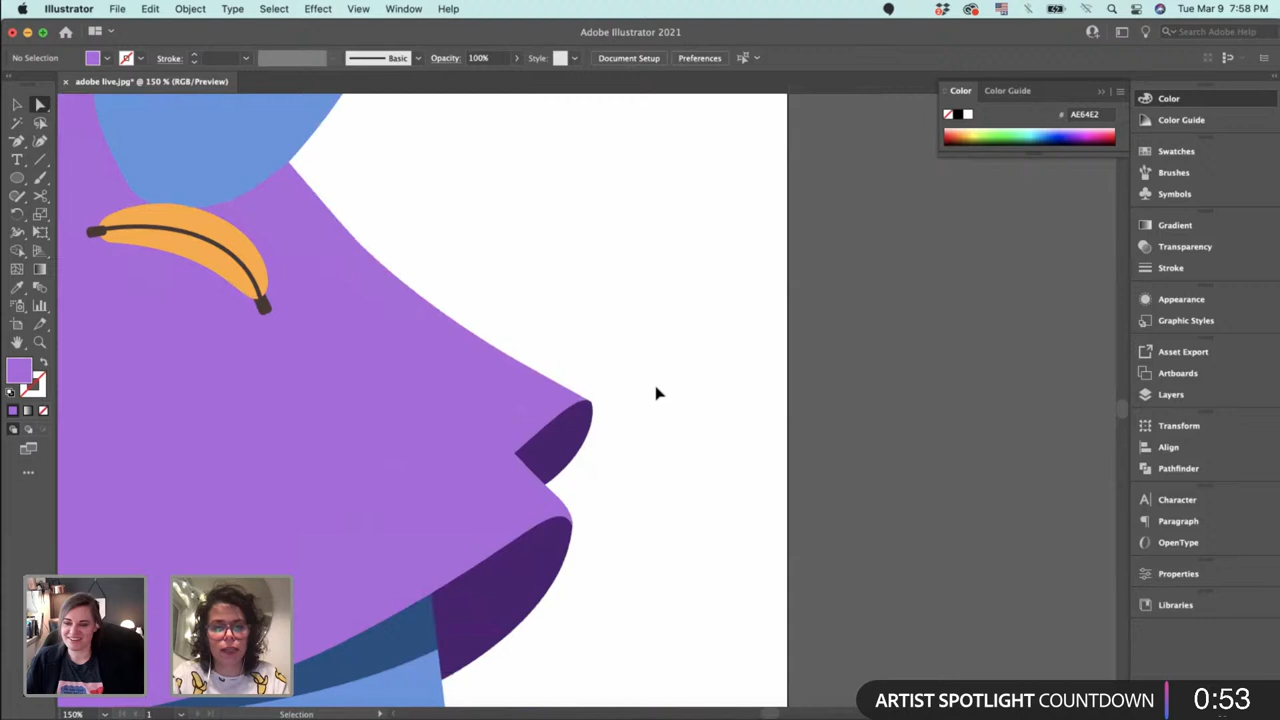 Illustrator File Edit Object Type Select Effect View Window Help
Tue Mar 9 7:58 PM
Adobe Illustrator 2021
Search Adobe Help
No Selection Stroke: Basic Opacity: 100% Style: Document Setup Preferences
adobe live.jpg* @ 150 % (RGB/Preview)
Color Color Guide
# AE64E2
Color
Color Guide
Swatches
Brushes
Symbols
Gradient
Transparency
Stroke
Appearance
Graphic Styles
Asset Export
Artboards
Layers
Transform
Align
Pathfinder
Character
Paragraph
OpenType
Properties
Libraries
ARTIST SPOTLIGHT COUNTDOWN 0:53
150% 1 Selection